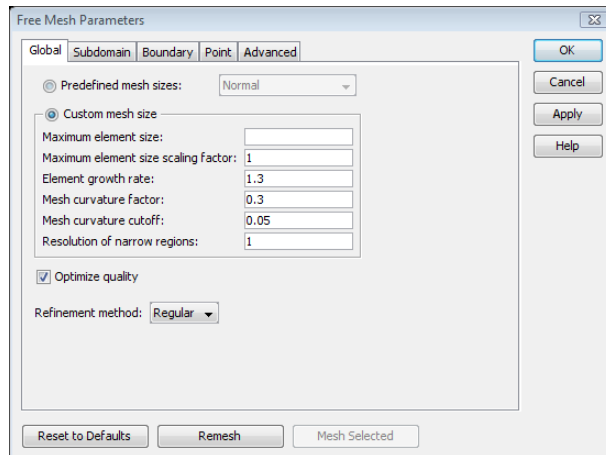 Free Mesh Parameters
Global Subdomain Boundary Point Advanced
OK
Cancel
Apply
Help
Predefined mesh sizes: Normal
Custom mesh size
Maximum element size:
Maximum element size scaling factor: 1
Element growth rate: 1.3
Mesh curvature factor: 0.3
Mesh curvature cutoff: 0.05
Resolution of narrow regions: 1
Optimize quality
Refinement method: Regular
Reset to Defaults Remesh Mesh Selected